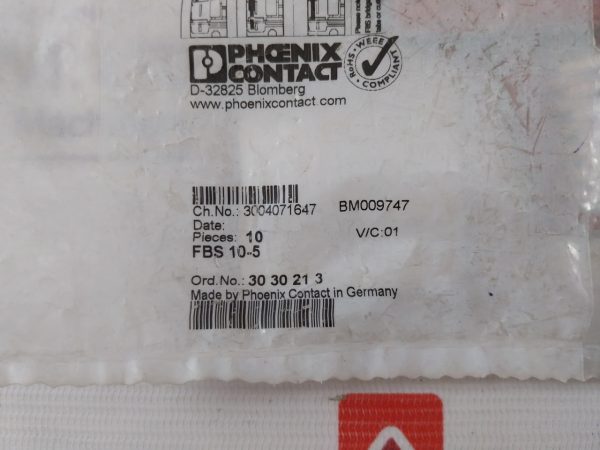 PHŒNIX
CONTACT
RoHS WEEE COMPLIANT
D-32825 Blomberg
www.phoenixcontact.com
Ch.No.: 3004071647 BM009747
Date:
Pieces: 10 V/C:01
FBS 10-5
Ord.No.: 30 30 21 3
Made by Phoenix Contact in Germany